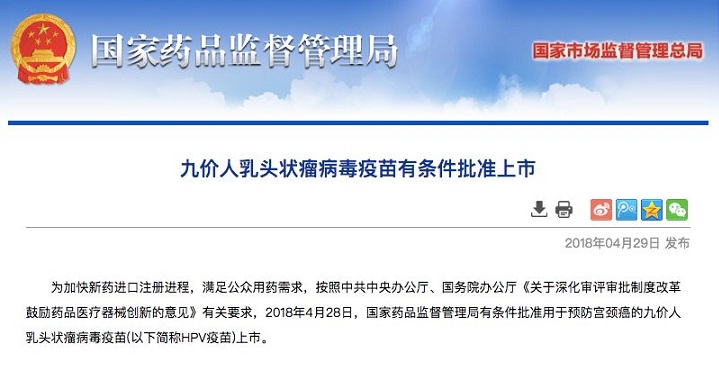 国家药品监督管理局
国家市场监督管理总局
九价人乳头状瘤病毒疫苗有条件批准上市
2018年04月29日 发布
为加快新药进口注册进程，满足公众用药需求，按照中共中央办公厅、国务院办公厅《关于深化审评审批制度改革
鼓励药品医疗器械创新的意见》有关要求，2018年4月28日，国家药品监督管理局有条件批准用于预防宫颈癌的九价人
乳头状瘤病毒疫苗(以下简称HPV疫苗)上市。